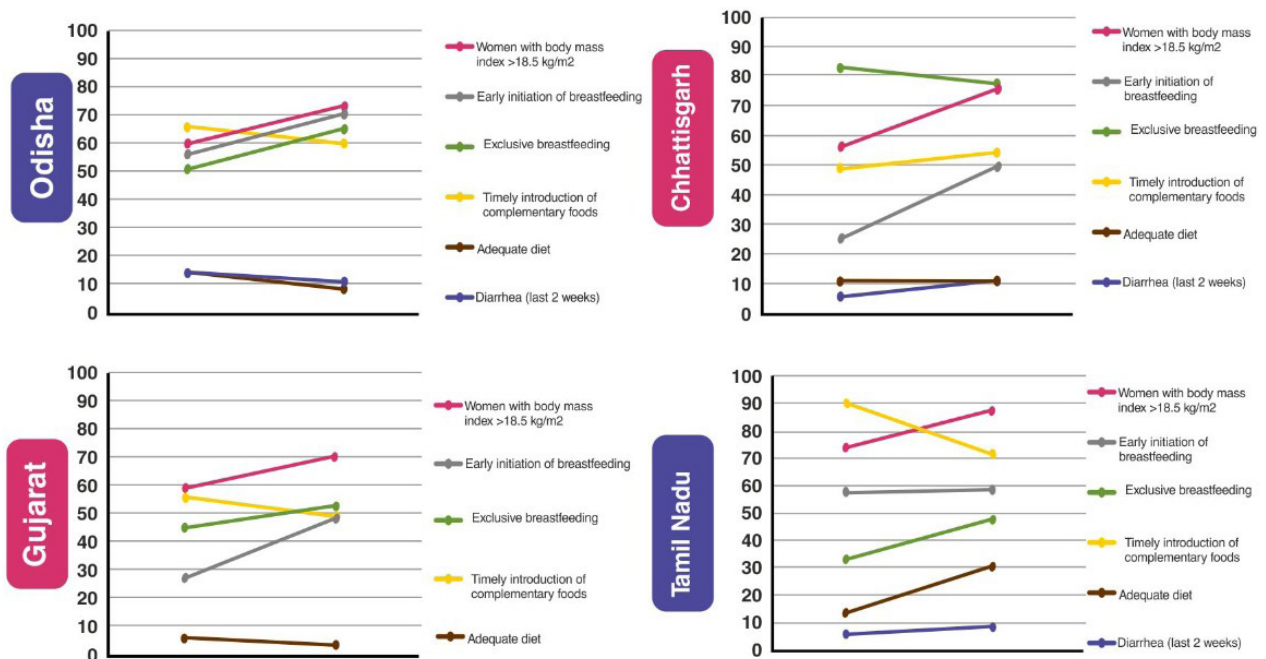 Odisha
100
90
80
70
60
50
40
30
20
10
0
Women with body mass
index >18.5 kg/m2
Early initiation of breastfeeding
Exclusive breastfeeding
Timely introduction of
complementary foods
Adequate diet
Diarrhea (last 2 weeks)
Chhattisgarh
100
90
80
70
60
50
40
30
20
10
0
Women with body mass
index >18.5 kg/m2
Early initiation of
breastfeeding
Exclusive breastfeeding
Timely introduction of
complementary foods
Adequate diet
Diarrhea (last 2 weeks)
Gujarat
100
90
80
70
60
50
40
30
20
10
0
Women with body mass
index >18.5 kg/m2
Early initiation of breastfeeding
Exclusive breastfeeding
Timely introduction of
complementary foods
Adequate diet
Tamil Nadu
100
90
80
70
60
50
40
30
20
10
0
Women with body mass
index >18.5 kg/m2
Early initiation of
breastfeeding
Exclusive breastfeeding
Timely introduction of
complementary foods
Adequate diet
Diarrhea (last 2 weeks)